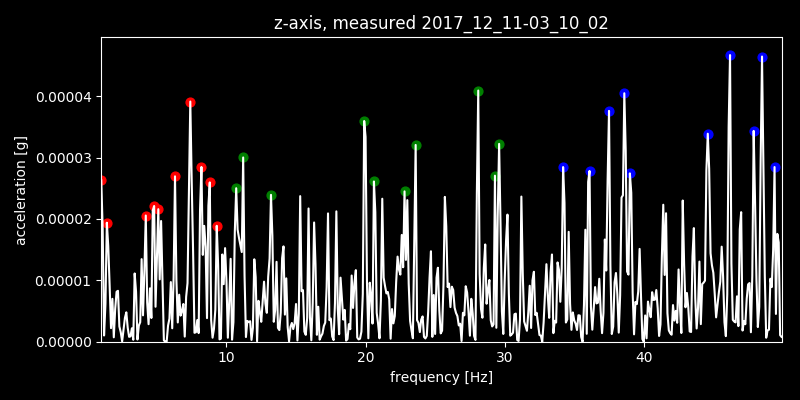 z-axis, measured 2017_12_11-03_10_02
0.00004
0.00003
0.00002
0.00001
0.00000
acceleration [g]
10 20 30 40
frequency [Hz]